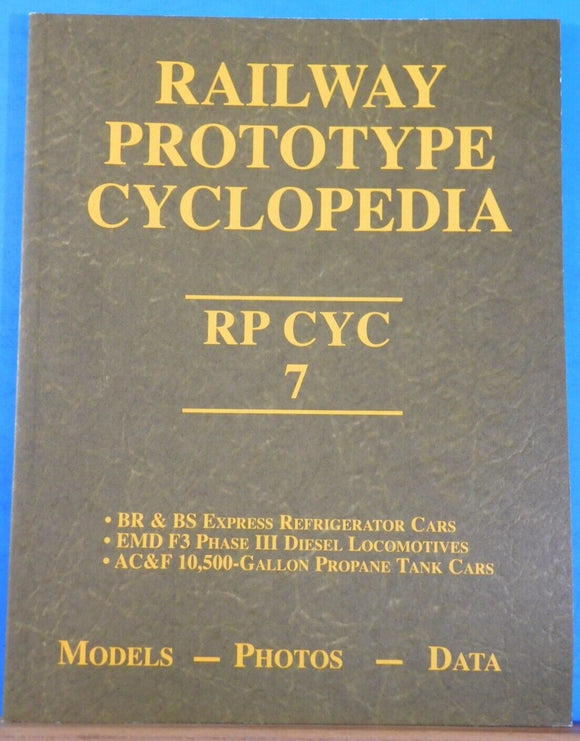 RAILWAY
PROTOTYPE
CYCLOPEDIA
RP CYC
7
• BR & BS EXPRESS REFRIGERATOR CARS
• EMD F3 PHASE III DIESEL LOCOMOTIVES
• AC&F 10,500-GALLON PROPANE TANK CARS
MODELS — PHOTOS — DATA